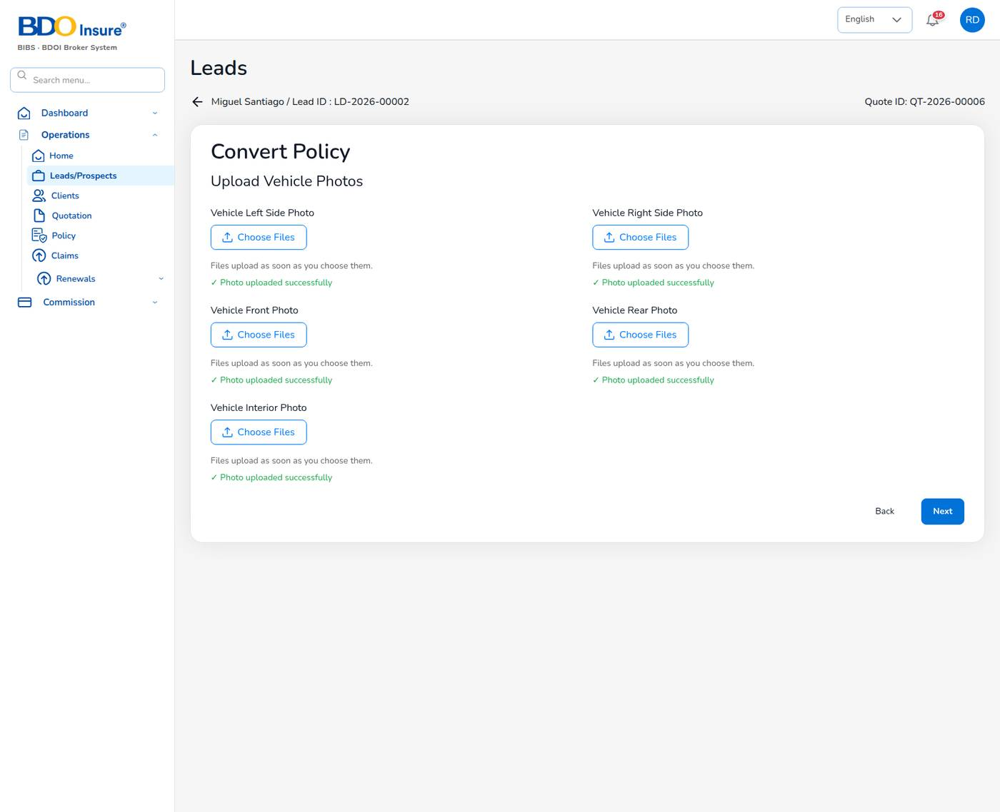 BDO Insure®
BIBS - BDOI Broker System
Search menu...
Dashboard
Operations
Home
Leads/Prospects
Clients
Quotation
Policy
Claims
Renewals
Commission
English
16
RD
Leads
Miguel Santiago / Lead ID : LD-2026-00002
Quote ID: QT-2026-00006
Convert Policy
Upload Vehicle Photos
Vehicle Left Side Photo
Choose Files
Files upload as soon as you choose them.
✓ Photo uploaded successfully
Vehicle Right Side Photo
Choose Files
Files upload as soon as you choose them.
✓ Photo uploaded successfully
Vehicle Front Photo
Choose Files
Files upload as soon as you choose them.
✓ Photo uploaded successfully
Vehicle Rear Photo
Choose Files
Files upload as soon as you choose them.
✓ Photo uploaded successfully
Vehicle Interior Photo
Choose Files
Files upload as soon as you choose them.
✓ Photo uploaded successfully
Back
Next